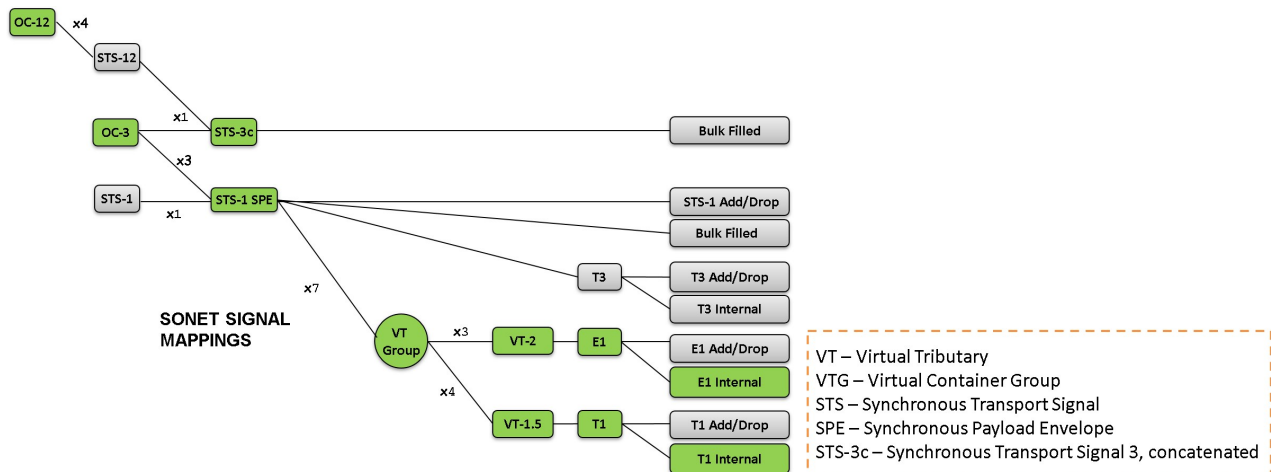 OC-12
x4
STS-12
x1
OC-3
STS-3c
Bulk Filled
x3
STS-1
x1
STS-1 SPE
STS-1 Add/Drop
Bulk Filled
T3
T3 Add/Drop
T3 Internal
x7
SONET SIGNAL
MAPPINGS
VT
Group
x3
VT-2
E1
E1 Add/Drop
E1 Internal
x4
VT-1.5
T1
T1 Add/Drop
T1 Internal
VT – Virtual Tributary
VTG – Virtual Container Group
STS – Synchronous Transport Signal
SPE – Synchronous Payload Envelope
STS-3c – Synchronous Transport Signal 3, concatenated